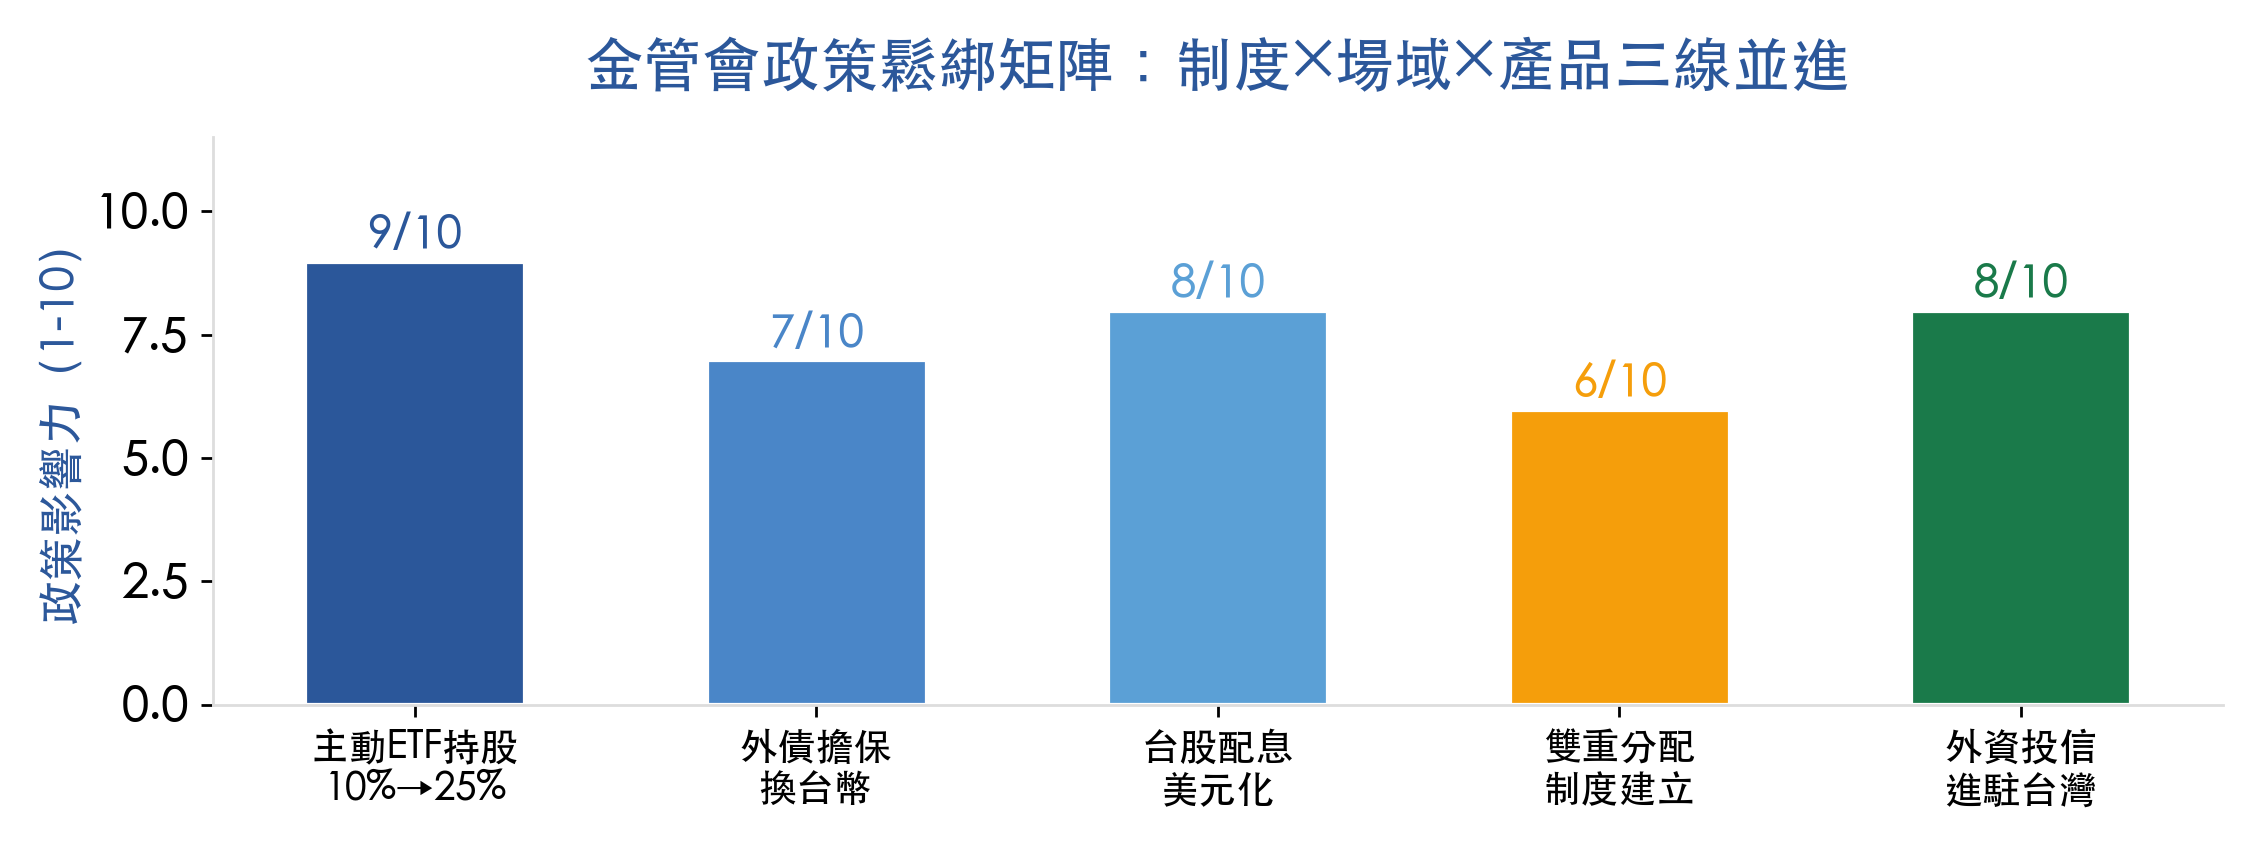 金管會政策鬆綁矩陣：制度×場域×產品三線並進
政策影響力 (1-10)
10.0
7.5
5.0
2.5
0.0
9/10
7/10
8/10
6/10
8/10
主動ETF持股
10%→25%
外債擔保
換台幣
台股配息
美元化
雙重分配
制度建立
外資投信
進駐台灣